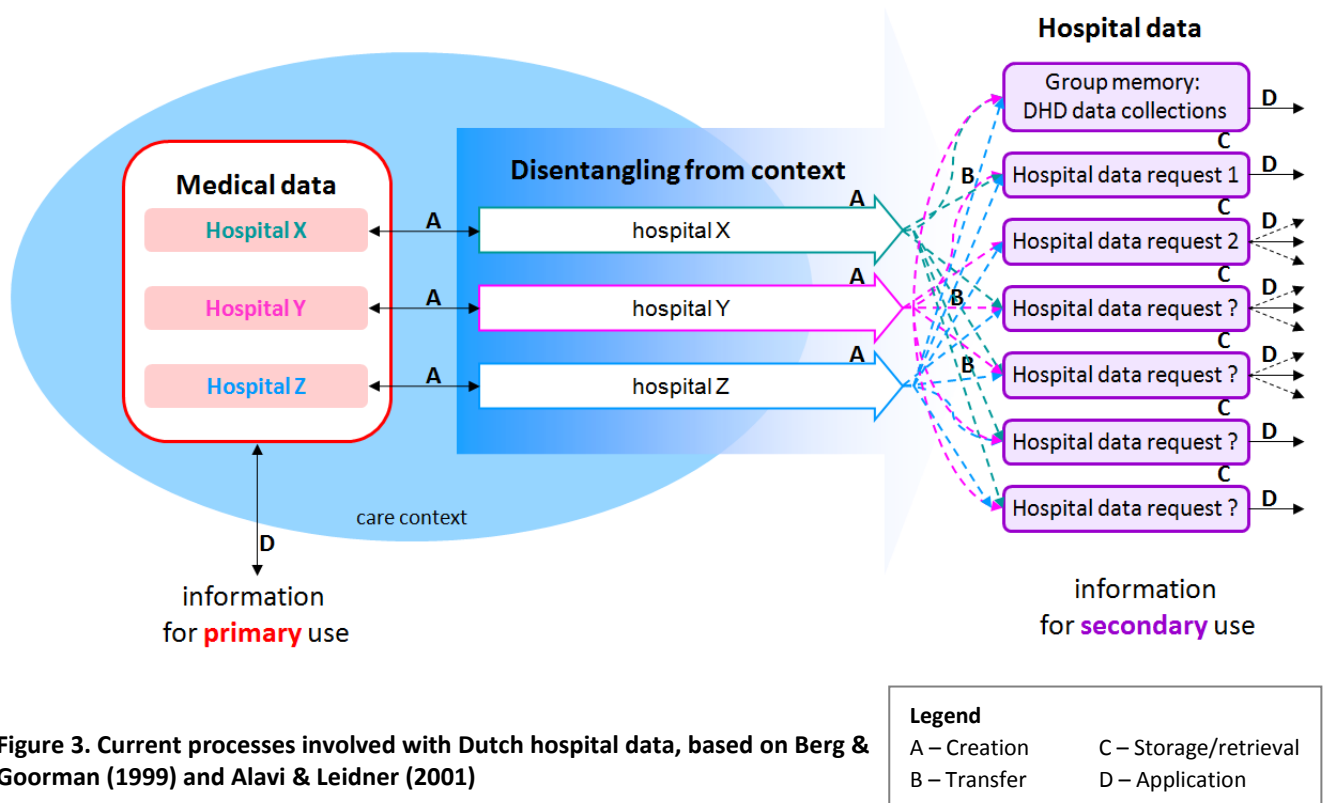 Hospital data
Group memory:
DHD data collections
D
C
Hospital data request 1
D
C
Hospital data request 2
D
C
Hospital data request ?
D
C
Hospital data request ?
D
C
Hospital data request ?
D
C
Hospital data request ?
D
Medical data
Hospital X
Hospital Y
Hospital Z
A
A
A
Disentangling from context
A
hospital X
A
hospital Y
A
hospital Z
B
B
B
care context
D
information
for primary use
information
for secondary use
Figure 3. Current processes involved with Dutch hospital data, based on Berg &
Goorman (1999) and Alavi & Leidner (2001)
Legend
A – Creation
B – Transfer
C – Storage/retrieval
D – Application